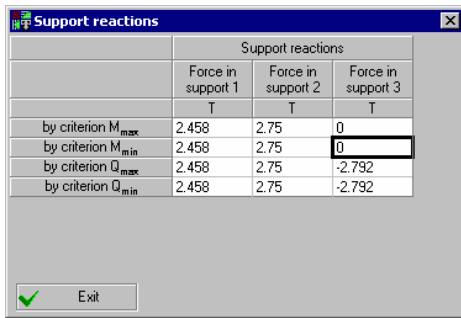 Support reactions
Support reactions
Force in support 1 Force in support 2 Force in support 3
T T T
by criterion Mmax 2.458 2.75 0
by criterion Mmin 2.458 2.75 0
by criterion Qmax 2.458 2.75 -2.792
by criterion Qmin 2.458 2.75 -2.792
Exit